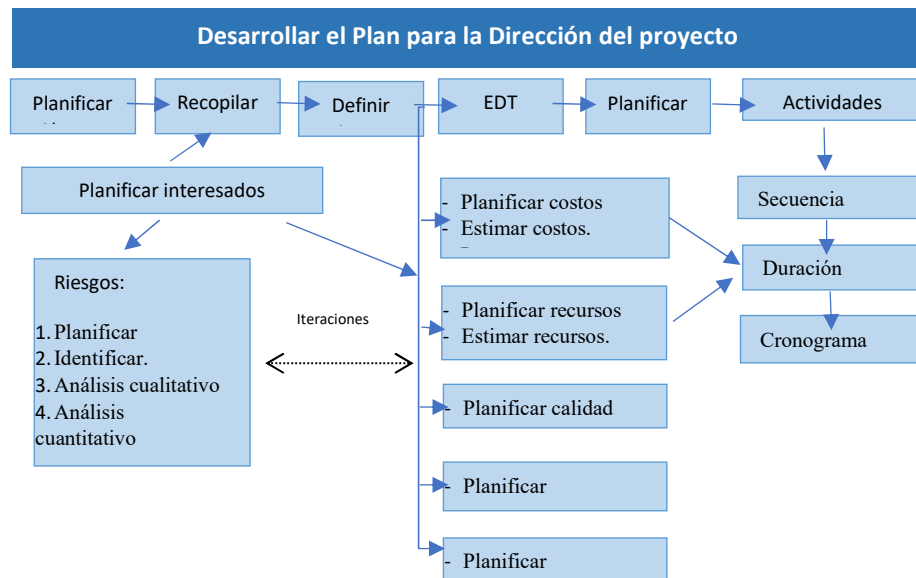 Desarrollar el Plan para la Dirección del proyecto
Planificar
Recopilar
Definir
EDT
Planificar
Actividades
Planificar interesados
- Planificar costos
- Estimar costos.
-
Secuencia
Duración
Cronograma
Riesgos:
1. Planificar
2. Identificar.
3. Análisis cualitativo
4. Análisis
cuantitativo
Iteraciones
- Planificar recursos
- Estimar recursos.
- Planificar calidad
- Planificar
- Planificar